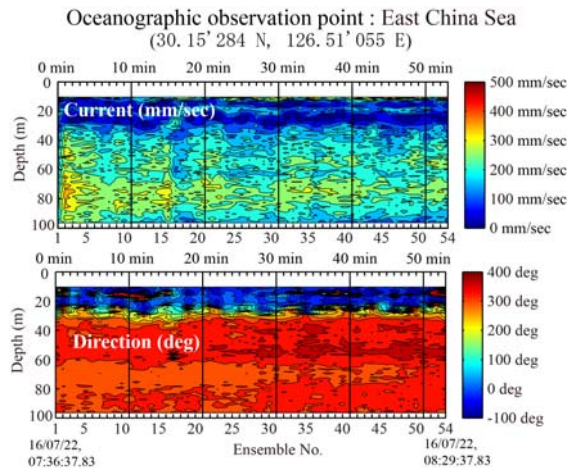 Oceanographic observation point : East China Sea
(30.15'284 N, 126.51'055 E)
0 min 10 min 20 min 30 min 40 min 50 min
0
20
40
60
80
100
Depth (m)
Current (mm/sec)
1 5 10 15 20 25 30 35 40 45 50 54
500 mm/sec
400 mm/sec
300 mm/sec
200 mm/sec
100 mm/sec
0 mm/sec
0 min 10 min 20 min 30 min 40 min 50 min
0
20
40
60
80
100
Depth (m)
Direction (deg)
1 5 10 15 20 25 30 35 40 45 50 54
400 deg
300 deg
200 deg
100 deg
0 deg
-100 deg
16/07/22,
07:36:37.83
Ensemble No.
16/07/22,
08:29:37.83